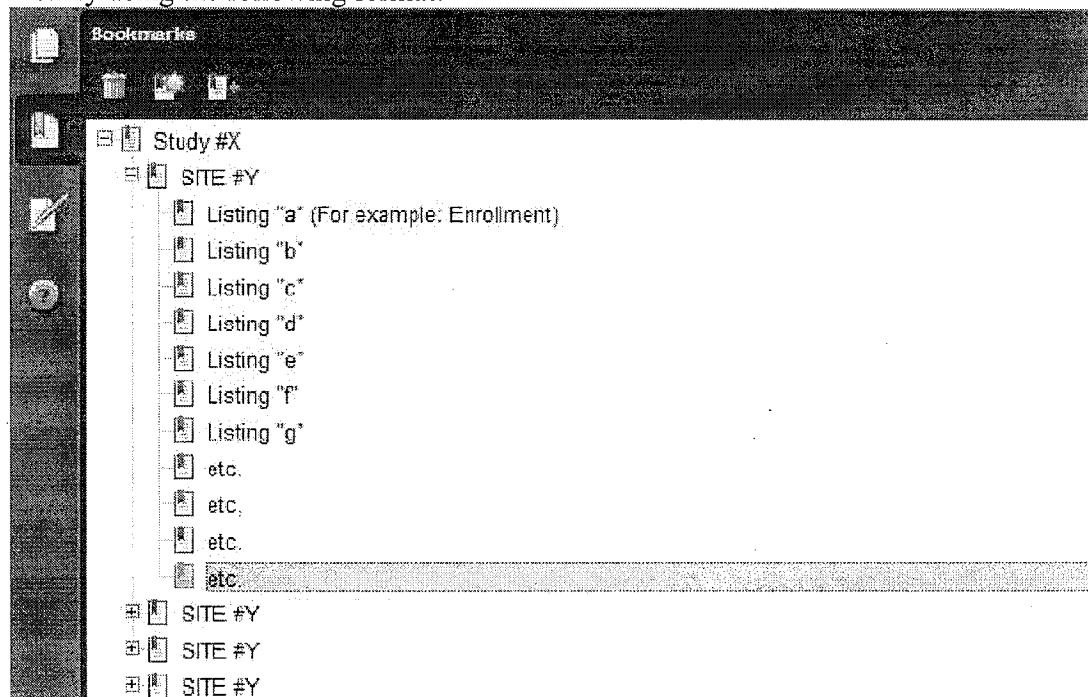 Bookmarks
Study #X
SITE #Y
Listing "a" (For example: Enrollment)
Listing "b"
Listing "c"
Listing "d"
Listing "e"
Listing "f"
Listing "g"
etc.
etc.
etc.
etc.
SITE #Y
SITE #Y
SITE #Y